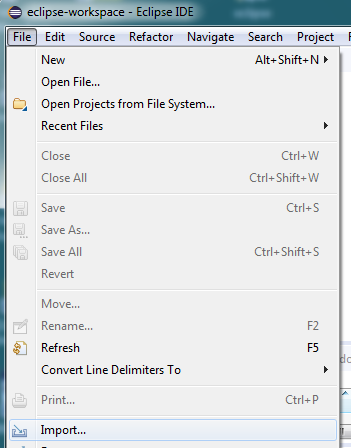 eclipse-workspace - Eclipse IDE
File Edit Source Refactor Navigate Search Project
New Alt+Shift+N
Open File...
Open Projects from File System...
Recent Files
Close Ctrl+W
Close All Ctrl+Shift+W
Save Ctrl+S
Save As...
Save All Ctrl+Shift+S
Revert
Move...
Rename... F2
Refresh F5
Convert Line Delimiters To
Print... Ctrl+P
Import...